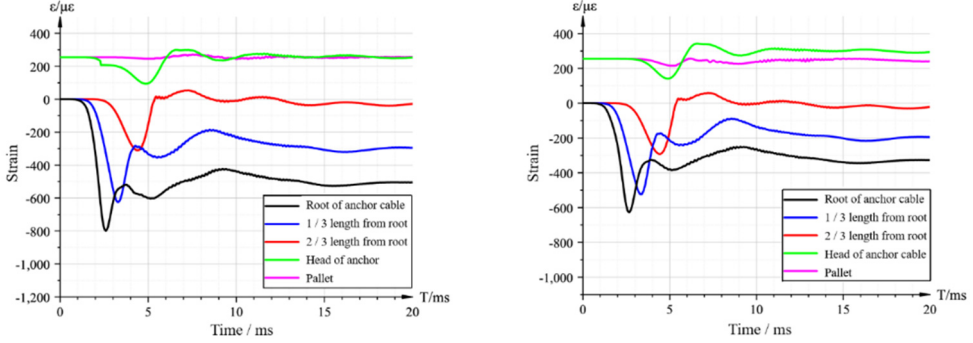 ε/με
400
200
0
-200
-400
-600
-800
-1,000
-1,200
Strain
0
5
10
15
20
T/ms
Time / ms
Root of anchor cable
1 / 3 length from root
2 / 3 length from root
Head of anchor
Pallet
ε/με
400
200
0
-200
-400
-600
-800
-1,000
Strain
0
5
10
15
20
T/ms
Time / ms
Root of anchor cable
1 / 3 length from root
2 / 3 length from root
Head of anchor cable
Pallet